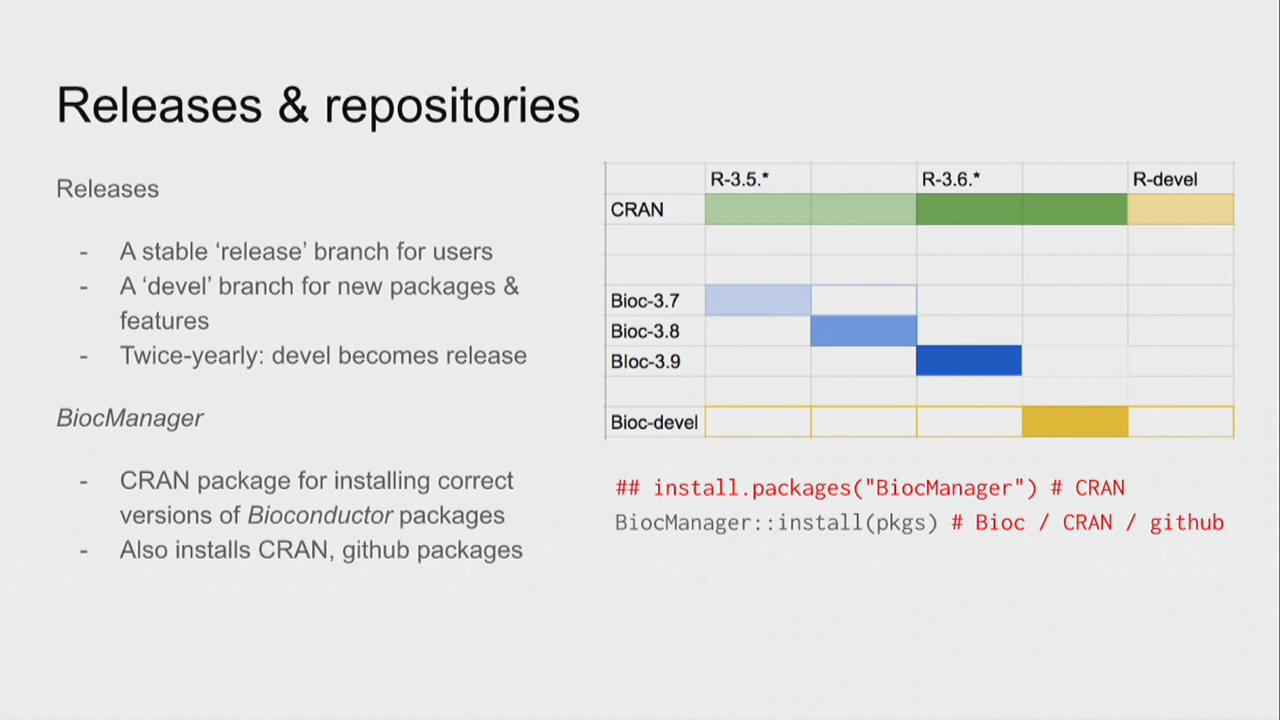 Releases & repositories
Releases
- A stable ‘release’ branch for users
- A ‘devel’ branch for new packages &
features
- Twice-yearly: devel becomes release
BiocManager
- CRAN package for installing correct
versions of Bioconductor packages
- Also installs CRAN, github packages
R-3.5.* R-3.6.* R-devel
CRAN
Bioc-3.7
Bioc-3.8
BIoc-3.9
Bioc-devel
## install.packages("BiocManager") # CRAN
BiocManager::install(pkgs) # Bioc / CRAN / github